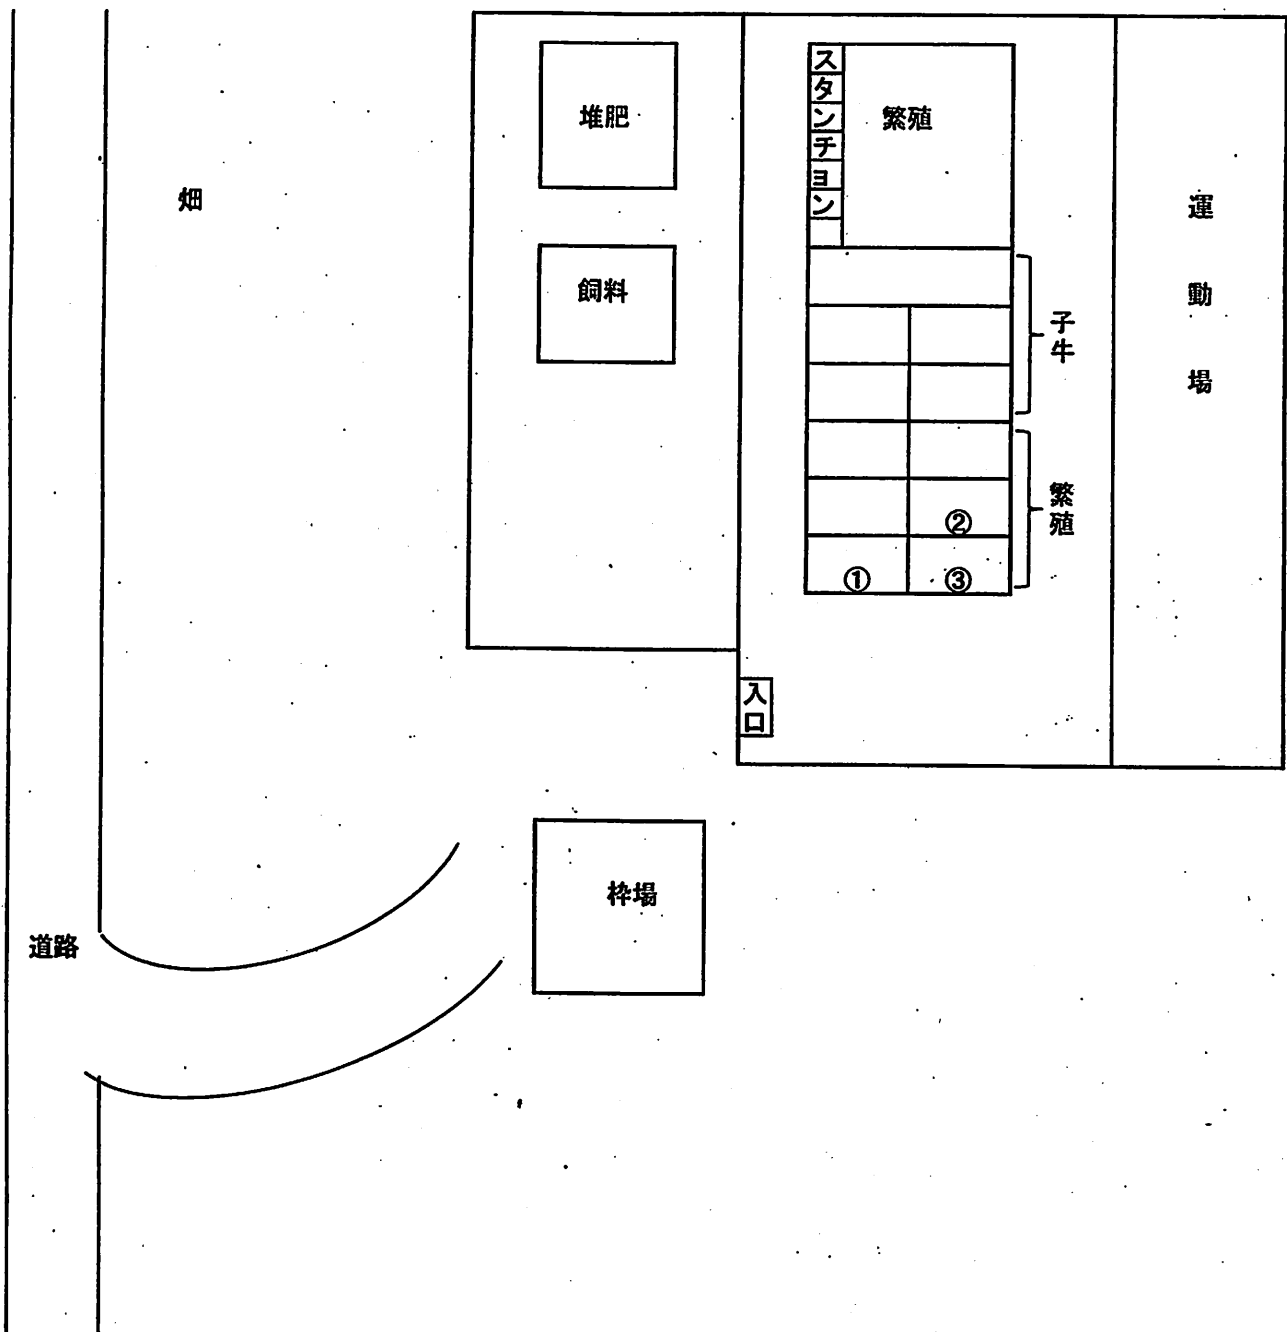 堆肥
スタンチョン
繁殖
畑
運動場
飼料
子牛
繁殖
②
①
③
入口
枠場
道路